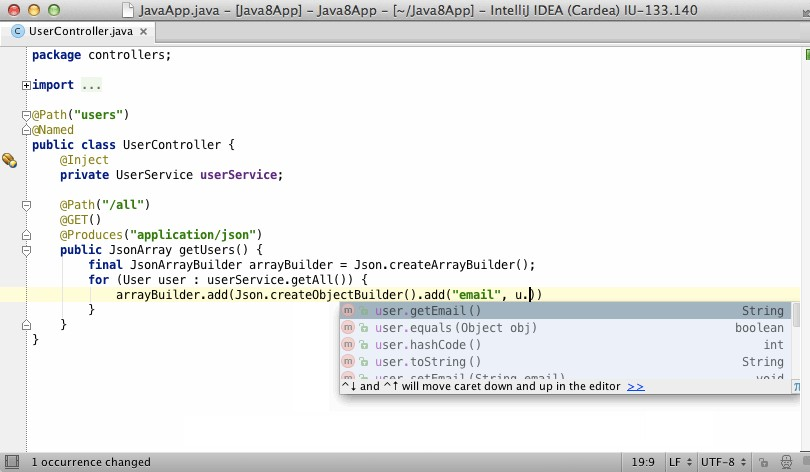 JavaApp.java – [Java8App] – Java8App – [~/Java8App] – IntelliJ IDEA (Cardea) IU-133.140
UserController.java
package controllers;
import ...
@Path("users")
@Named
public class UserController {
@Inject
private UserService userService;
@Path("/all")
@GET()
@Produces("application/json")
public JsonArray getUsers() {
final JsonArrayBuilder arrayBuilder = Json.createArrayBuilder();
for (User user : userService.getAll()) {
arrayBuilder.add(Json.createObjectBuilder().add("email", u.))
}
}
}
user.getEmail() String
user.equals(Object obj) boolean
user.hashCode() int
user.toString() String
user.setEmail(String email) void
^↓ and ^↑ will move caret down and up in the editor >>
1 occurrence changed
19:9 LF UTF-8